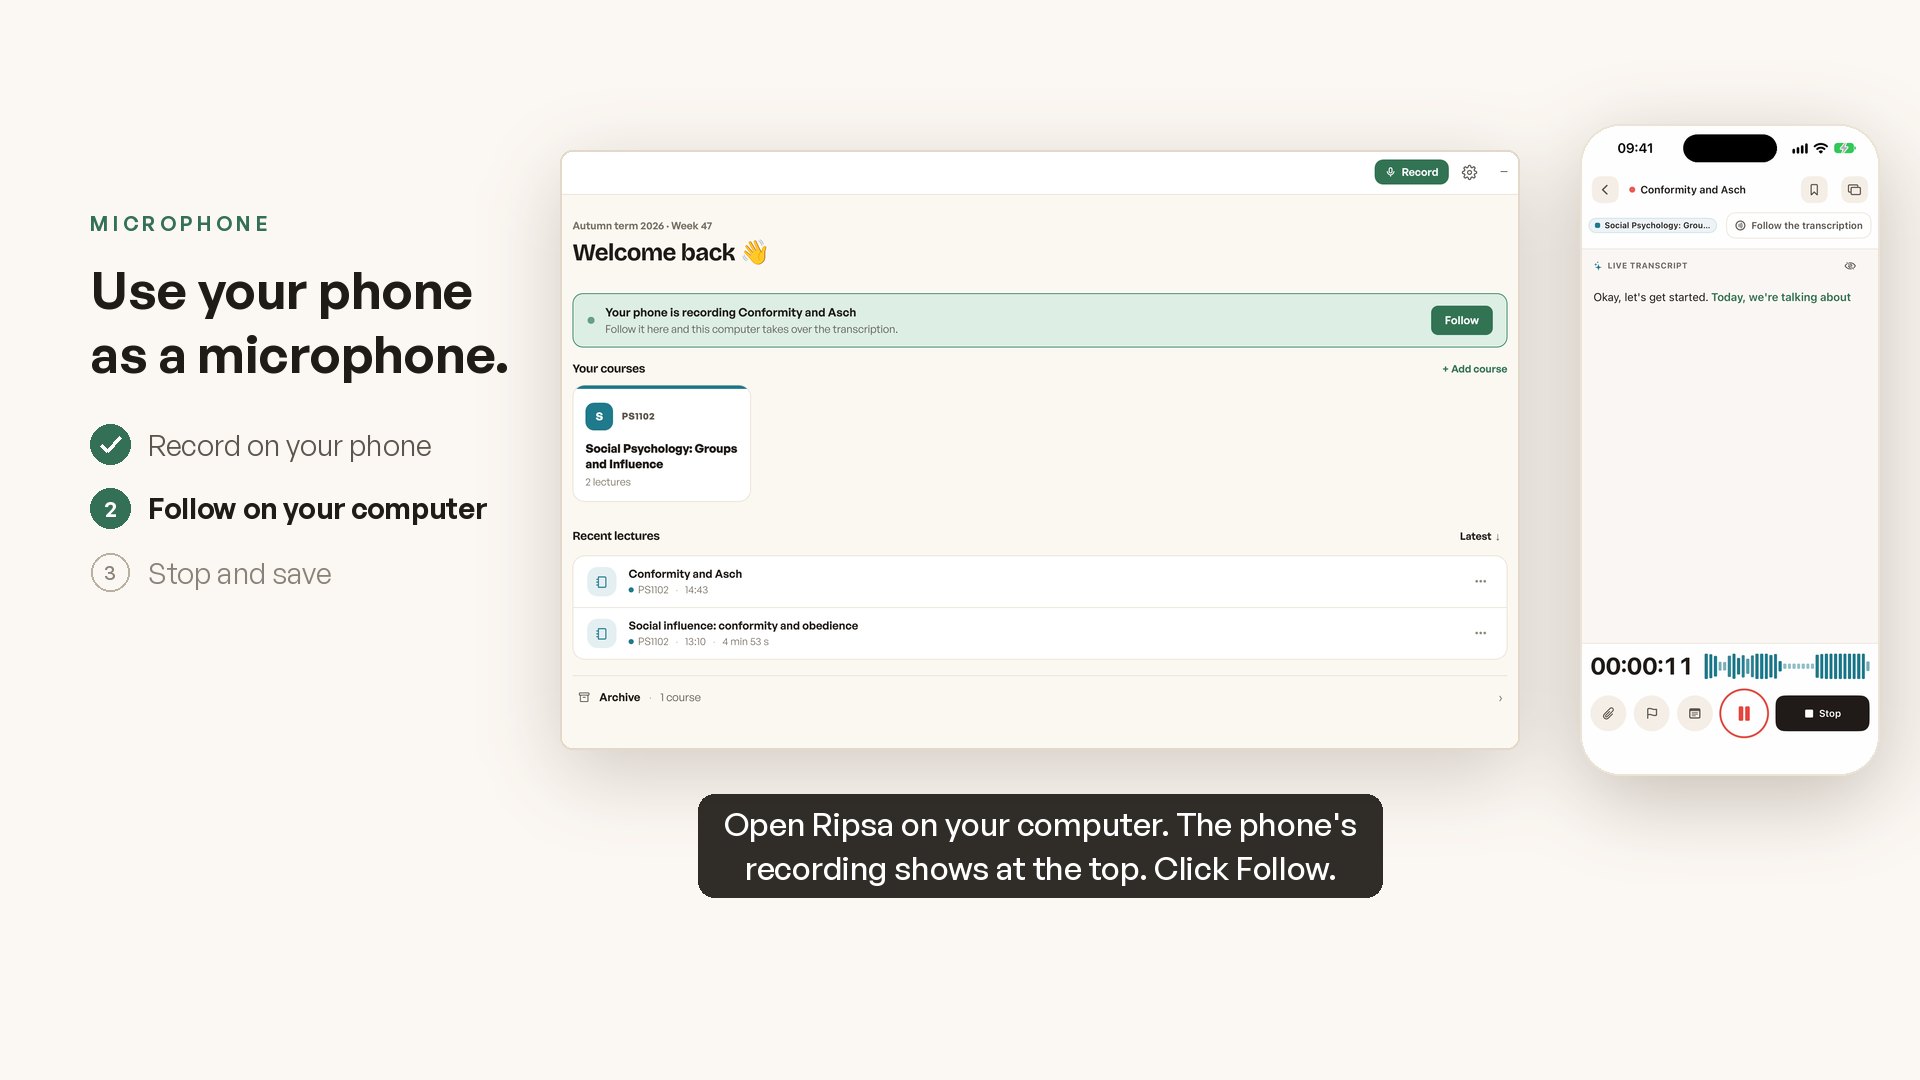 MICROPHONE
Use your phone
as a microphone.
Record on your phone
2 Follow on your computer
3 Stop and save
Record
Autumn term 2026 · Week 47
Welcome back 👋
Your phone is recording Conformity and Asch
Follow it here and this computer takes over the transcription.
Follow
Your courses
+ Add course
S PS1102
Social Psychology: Groups
and Influence
2 lectures
Recent lectures
Latest ↓
Conformity and Asch
PS1102 · 14:43
Social influence: conformity and obedience
PS1102 · 13:10 · 4 min 53 s
Archive · 1 course
09:41
Conformity and Asch
Social Psychology: Grou...
Follow the transcription
LIVE TRANSCRIPT
Okay, let's get started. Today, we're talking about
00:00:11
Stop
Open Ripsa on your computer. The phone's
recording shows at the top. Click Follow.